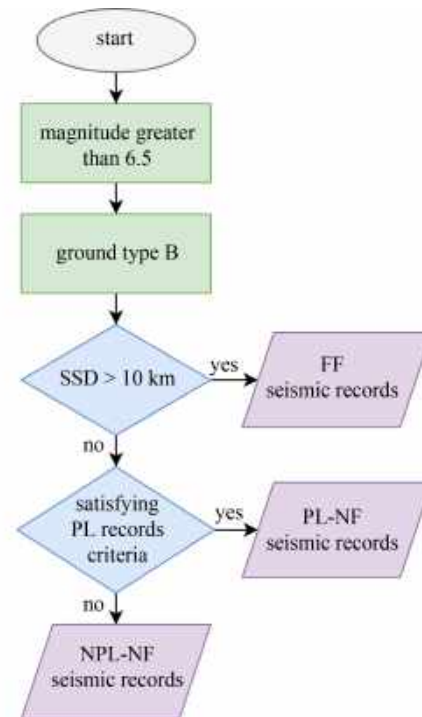 start
magnitude greater
than 6.5
ground type B
SSD > 10 km
yes
FF
seismic records
no
satisfying
PL records
criteria
yes
PL-NF
seismic records
no
NPL-NF
seismic records